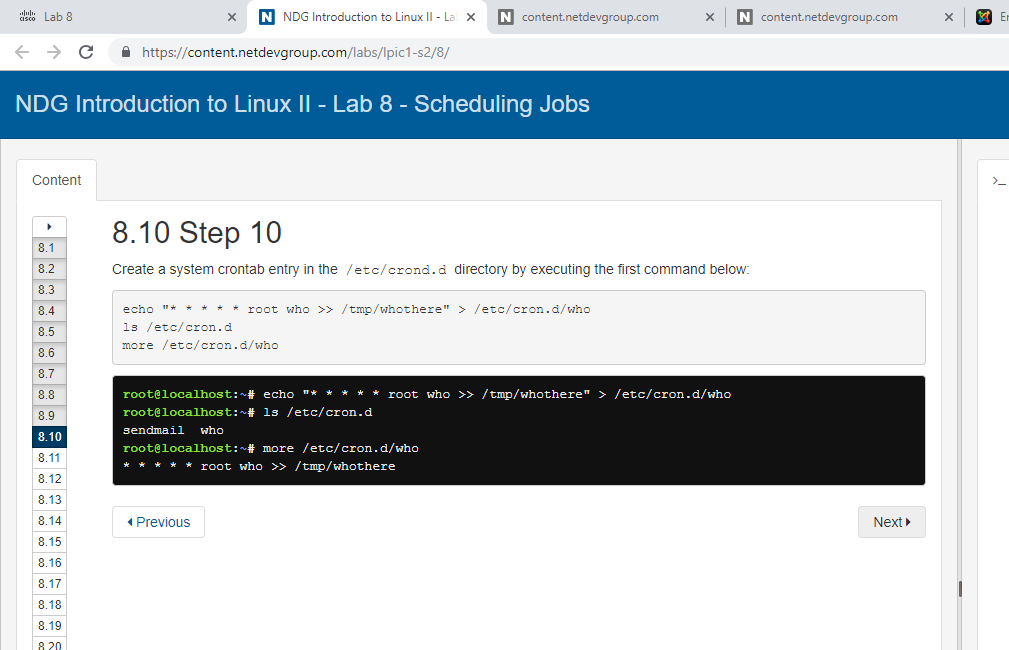 Lab 8
NDG Introduction to Linux II - La
content.netdevgroup.com
content.netdevgroup.com
https://content.netdevgroup.com/labs/lpic1-s2/8/
NDG Introduction to Linux II - Lab 8 - Scheduling Jobs
Content
>_
8.1
8.2
8.3
8.4
8.5
8.6
8.7
8.8
8.9
8.10
8.11
8.12
8.13
8.14
8.15
8.16
8.17
8.18
8.19
8.20
8.10 Step 10
Create a system crontab entry in the /etc/crond.d directory by executing the first command below:
echo "* * * * * root who >> /tmp/whothere" > /etc/cron.d/who
ls /etc/cron.d
more /etc/cron.d/who
root@localhost:~# echo "* * * * * root who >> /tmp/whothere" > /etc/cron.d/who
root@localhost:~# ls /etc/cron.d
sendmail  who
root@localhost:~# more /etc/cron.d/who
* * * * * root who >> /tmp/whothere
Previous
Next